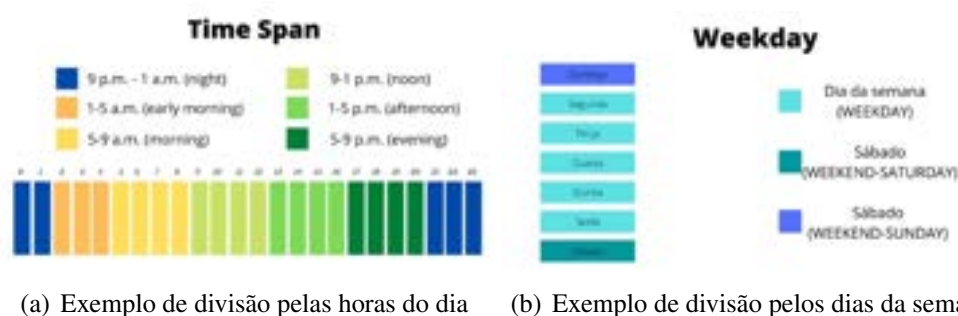 Time Span
9 p.m. - 1 a.m. (night)
9-1 p.m. (noon)
1-5 a.m. (early morning)
1-5 p.m. (afternoon)
5-9 a.m. (morning)
5-9 p.m. (evening)
Weekday
Domingo
Segunda
Terça
Quarta
Quinta
Sexta
Sábado
Dia da semana
(WEEKDAY)
Sábado
(WEEKEND-SATURDAY)
Sábado
(WEEKEND-SUNDAY)
(a) Exemplo de divisão pelas horas do dia
(b) Exemplo de divisão pelos dias da sema